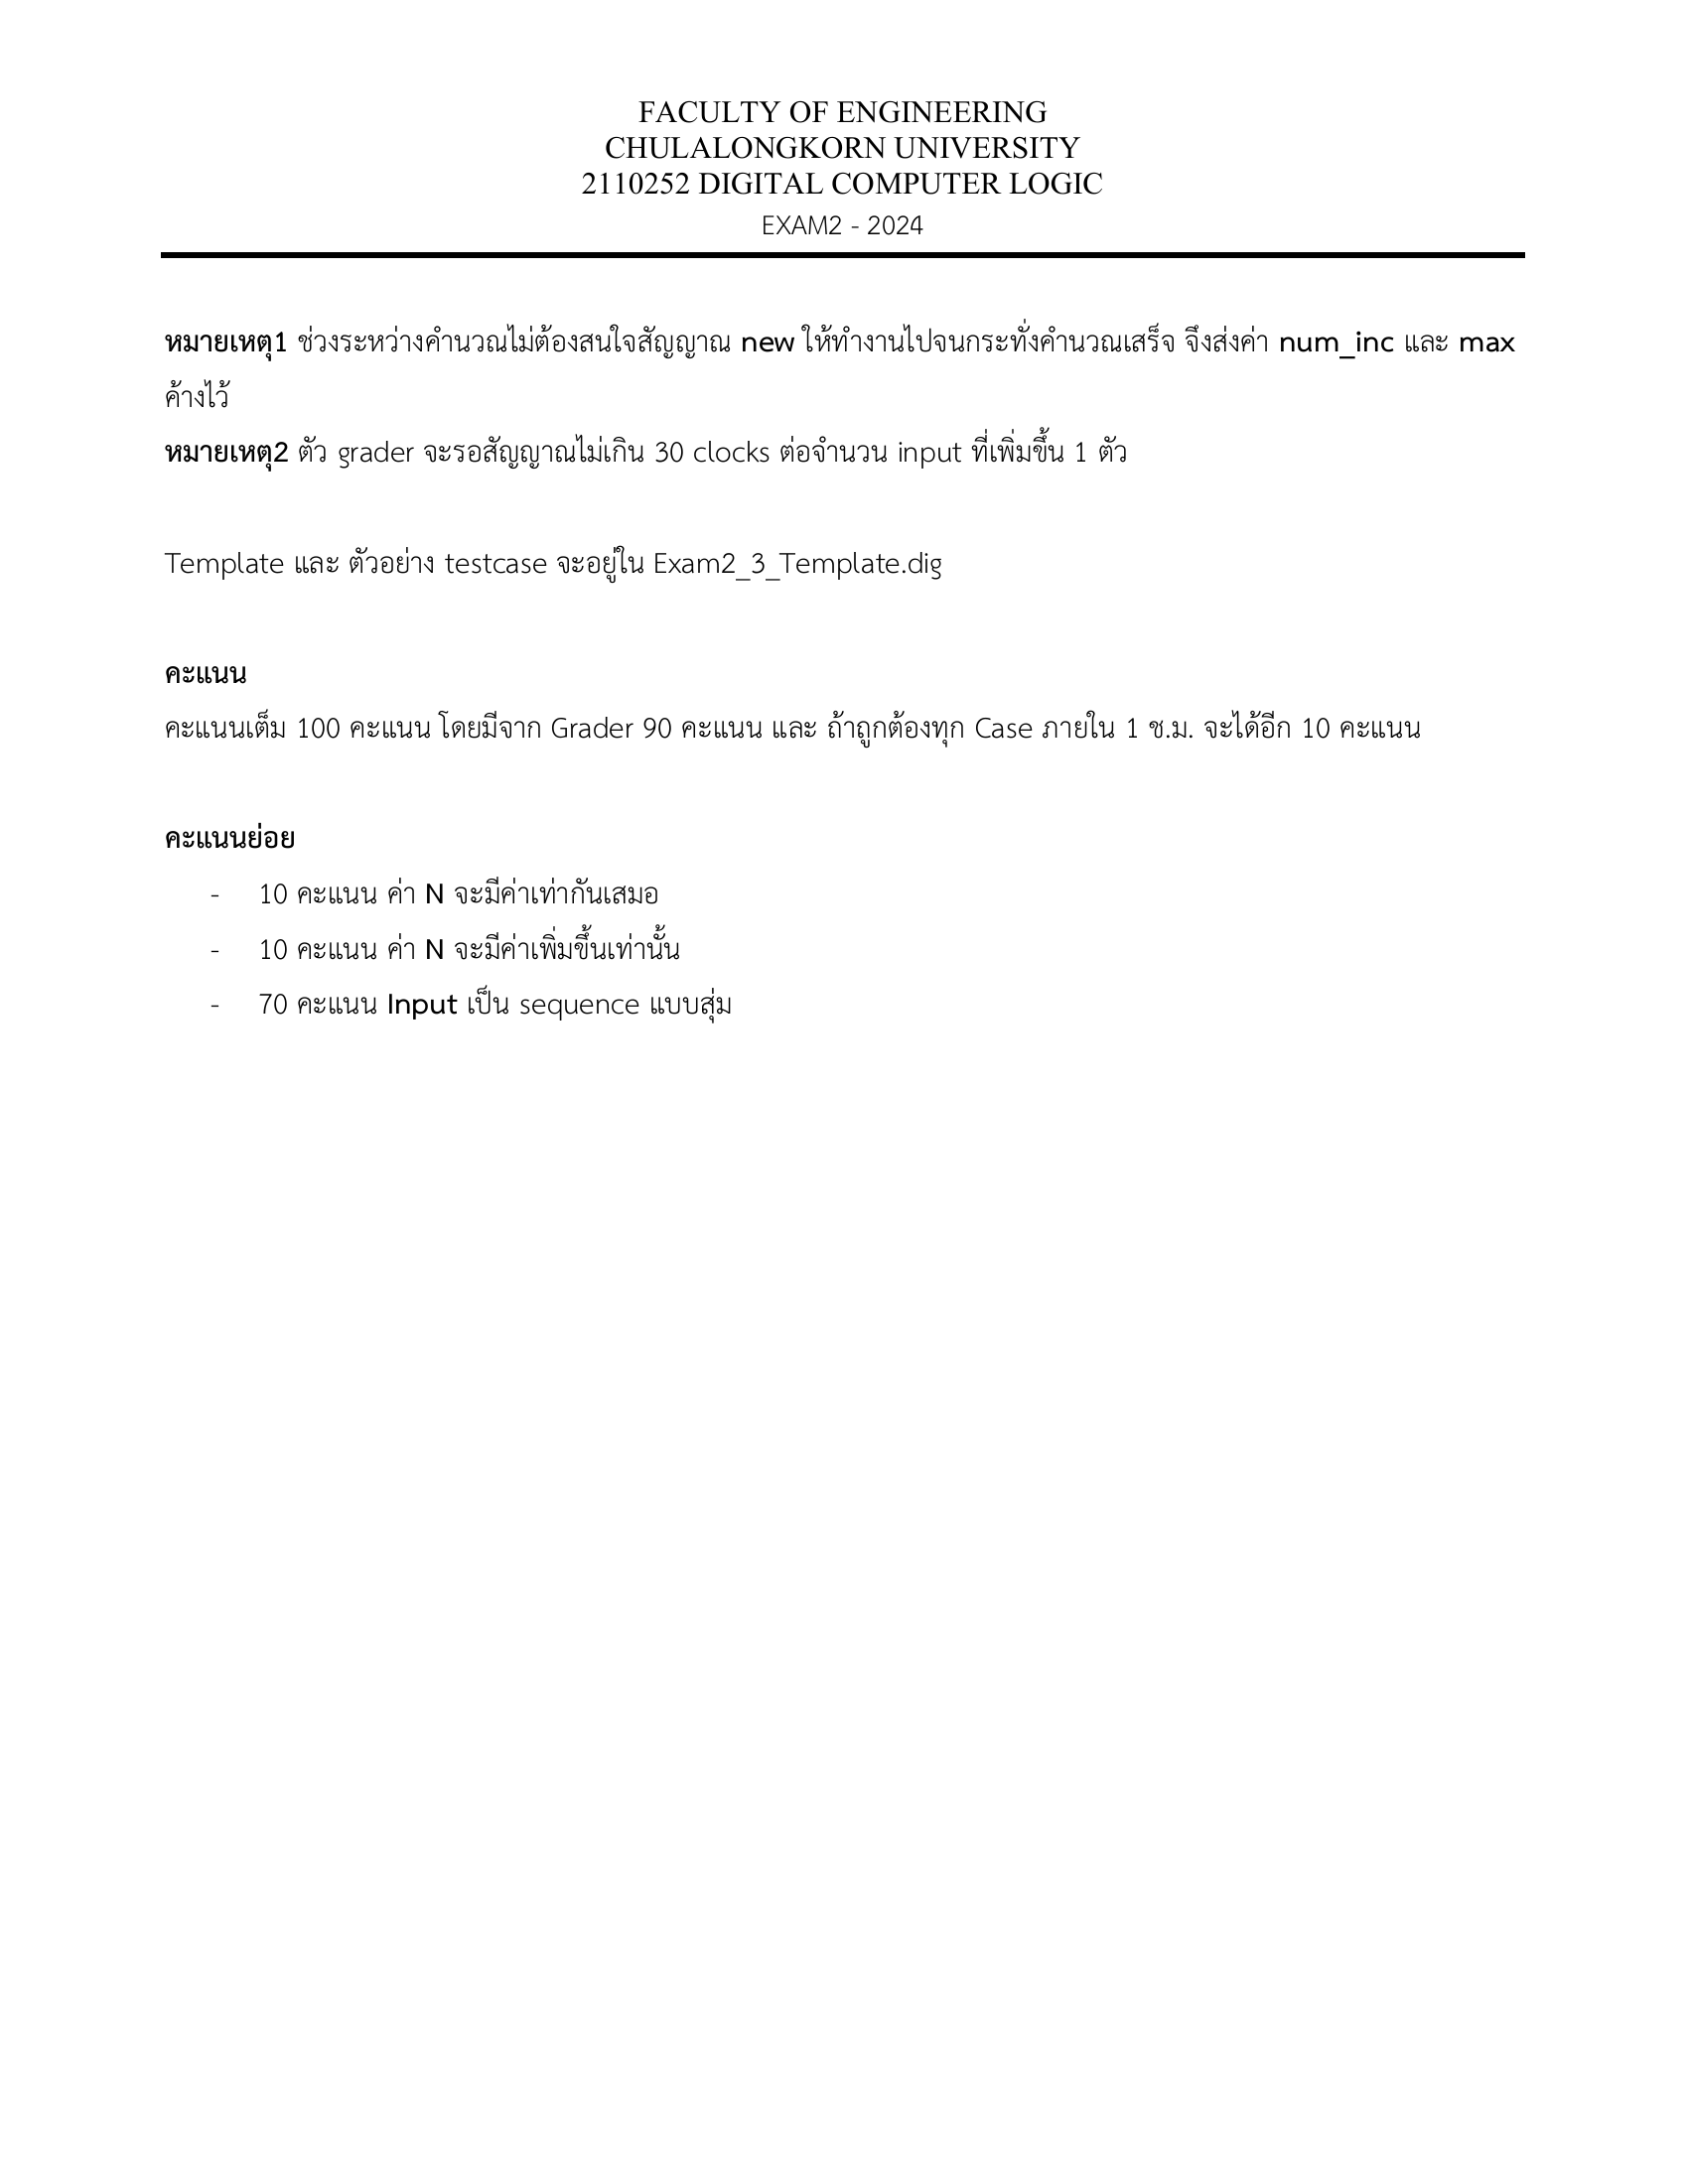 FACULTY OF ENGINEERING
CHULALONGKORN UNIVERSITY
2110252 DIGITAL COMPUTER LOGIC
EXAM2 - 2024
หมายเหตุ1 ช่วงระหว่างคำนวณไม่ต้องสนใจสัญญาณ new ให้ทำงานไปจนกระทั่งคำนวณเสร็จ จึงส่งค่า num_inc และ max
ค้างไว้
หมายเหตุ2 ตัว grader จะรอสัญญาณไม่เกิน 30 clocks ต่อจำนวน input ที่เพิ่มขึ้น 1 ตัว
Template และ ตัวอย่าง testcase จะอยู่ใน Exam2_3_Template.dig
คะแนน
คะแนนเต็ม 100 คะแนน โดยมีจาก Grader 90 คะแนน และ ถ้าถูกต้องทุก Case ภายใน 1 ช.ม. จะได้อีก 10 คะแนน
คะแนนย่อย
- 10 คะแนน ค่า N จะมีค่าเท่ากันเสมอ
- 10 คะแนน ค่า N จะมีค่าเพิ่มขึ้นเท่านั้น
- 70 คะแนน Input เป็น sequence แบบสุ่ม